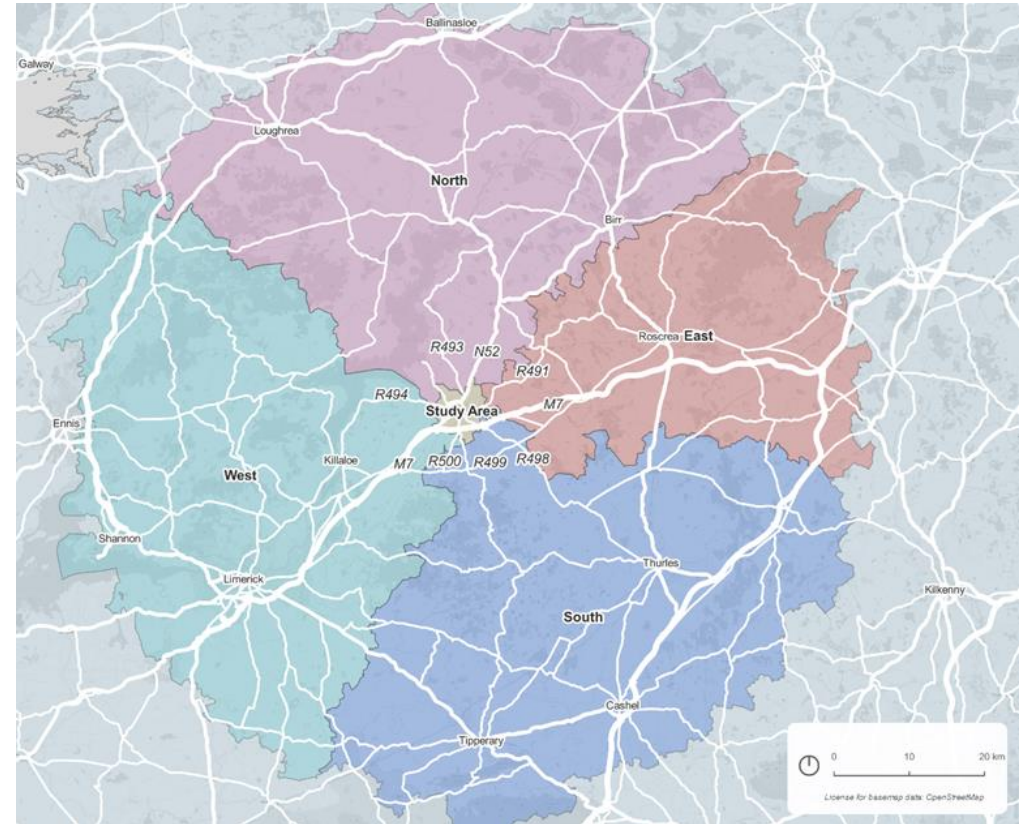 Ballinasloe
Galway
Loughrea
North
Birr
R493 N52
Roscrea East
R491
R494
M7
Study Area
Ennis
Killaloe
M7 R500 R499 R498
West
Shannon
Thurles
Limerick
Kilkenny
South
Cashel
Tipperary
0 10 20 km
License for basemap data: OpenStreetMap